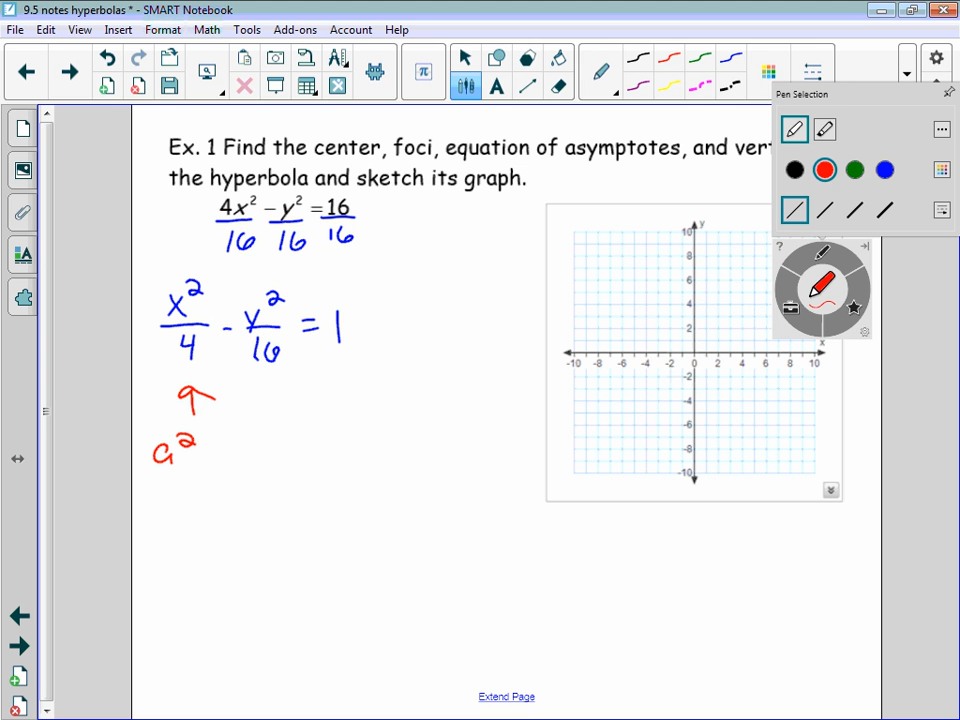 9.5 notes hyperbolas * - SMART Notebook
File Edit View Insert Format Math Tools Add-ons Account Help
π
Pen Selection
Ex. 1 Find the center, foci, equation of asymptotes, and vert
the hyperbola and sketch its graph.
4x² − y² = 16
16 16 16
x²/4 - y²/16 = 1
a²
y
10
8
6
4
2
x
-10 -8 -6 -4 -2 0 2 4 6 8 10
-2
-4
-6
-8
-10
?
Extend Page